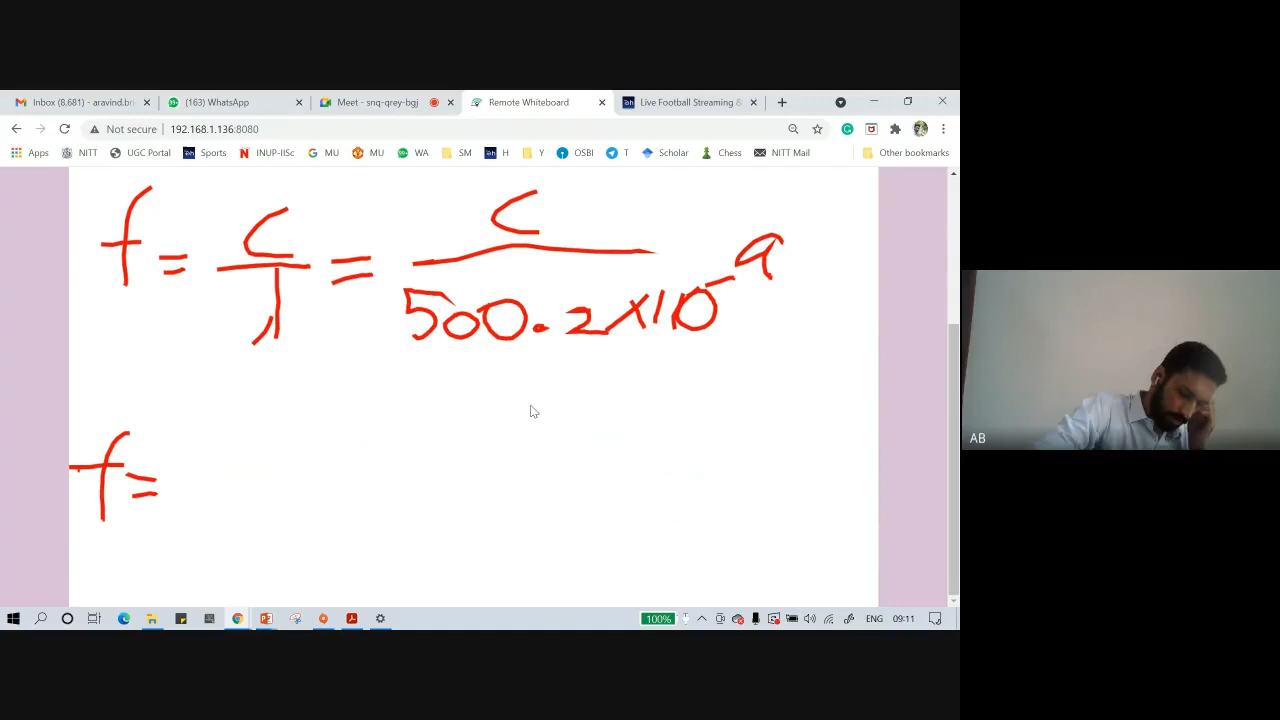 Inbox (8,681) - aravind.bri
(163) WhatsApp
Meet - snq-qrey-bgj
Remote Whiteboard
Live Football Streaming &
Not secure
192.168.1.136:8080
Apps
NITT
UGC Portal
Sports
INUP-IISc
MU
MU
WA
SM
H
Y
OSBI
T
Scholar
Chess
NITT Mail
Other bookmarks
f = C/λ = C/500.2×10⁻⁹
f =
AB
100%
ENG
09:11